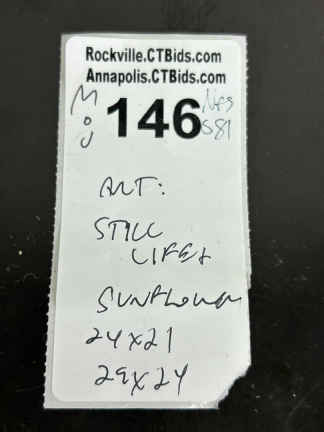 Rockville.CTBids.com
Annapolis.CTBids.com
146
ART:
STILL
LIFE +
SUNFLOWER
24x21
29x24